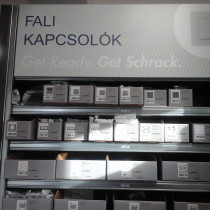 FALI
KAPCSOLÓK
Get Ready. Get Schrack.